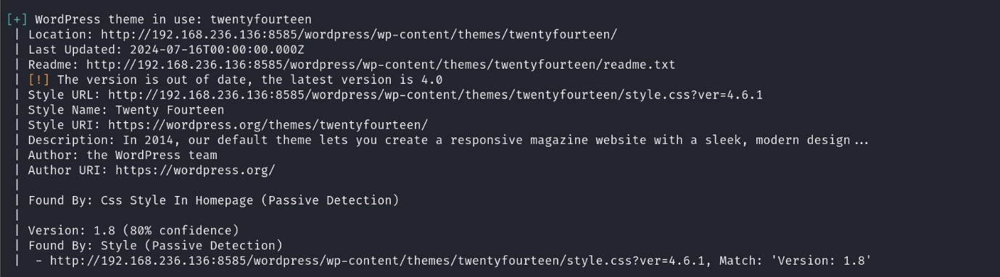 [+] WordPress theme in use: twentyfourteen
| Location: http://192.168.236.136:8585/wordpress/wp-content/themes/twentyfourteen/
| Last Updated: 2024-07-16T00:00:00.000Z
| Readme: http://192.168.236.136:8585/wordpress/wp-content/themes/twentyfourteen/readme.txt
| [!] The version is out of date, the latest version is 4.0
| Style URL: http://192.168.236.136:8585/wordpress/wp-content/themes/twentyfourteen/style.css?ver=4.6.1
| Style Name: Twenty Fourteen
| Style URI: https://wordpress.org/themes/twentyfourteen/
| Description: In 2014, our default theme lets you create a responsive magazine website with a sleek, modern design...
| Author: the WordPress team
| Author URI: https://wordpress.org/
|
| Found By: Css Style In Homepage (Passive Detection)
|
| Version: 1.8 (80% confidence)
| Found By: Style (Passive Detection)
|  - http://192.168.236.136:8585/wordpress/wp-content/themes/twentyfourteen/style.css?ver=4.6.1, Match: 'Version: 1.8'